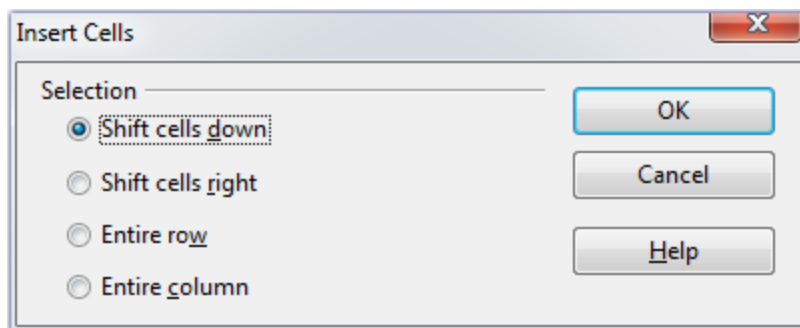 Insert Cells
Selection
Shift cells down
Shift cells right
Entire row
Entire column
OK
Cancel
Help